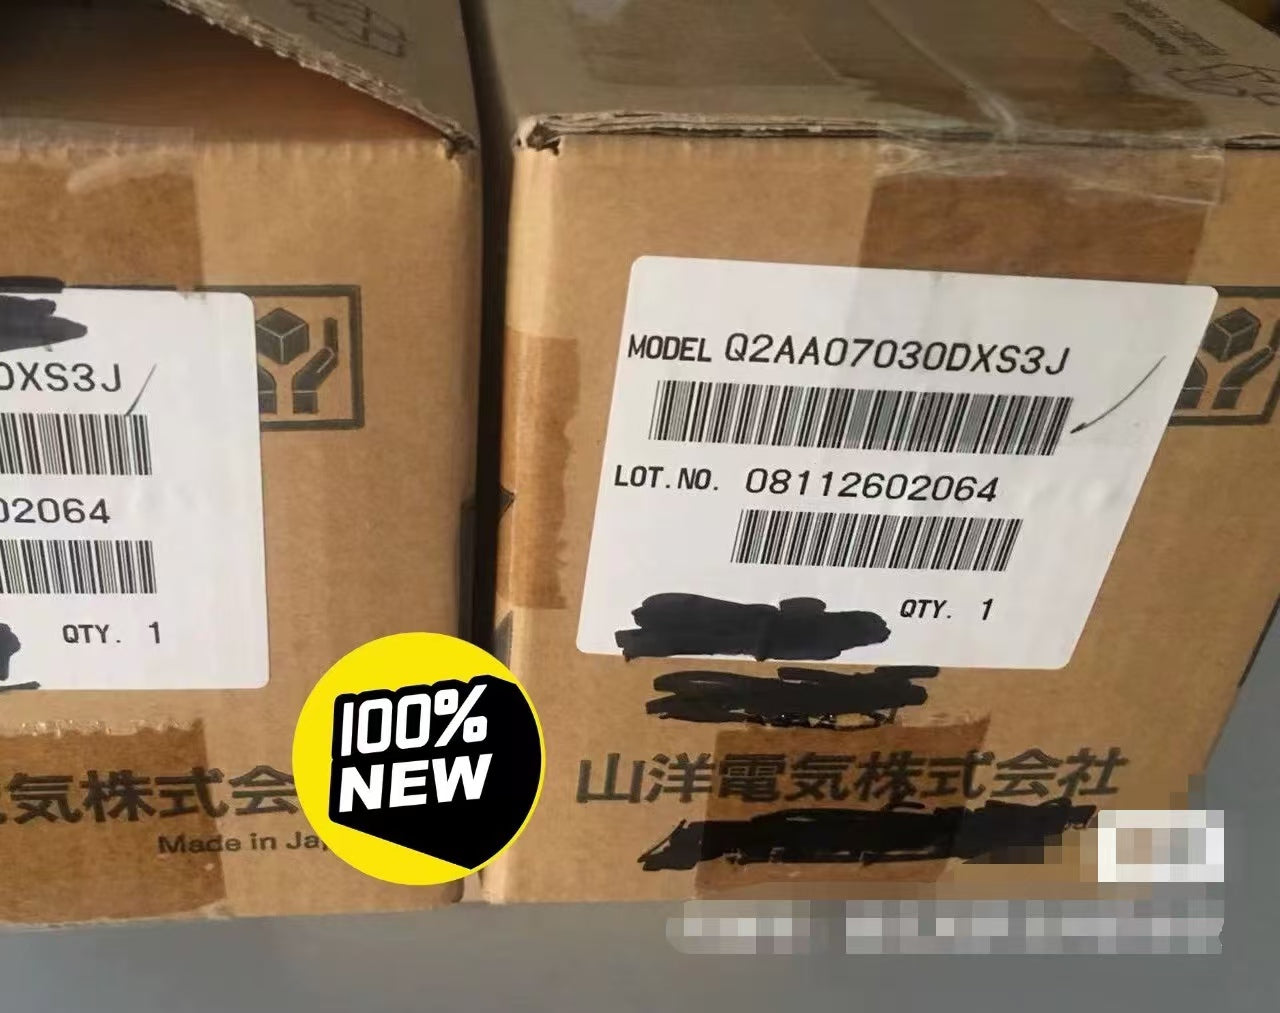 DXS3J
02064
QTY. 1
気株式会
Made in Ja
100%
NEW
MODEL Q2AA07030DXS3J
LOT.NO. 08112602064
QTY. 1
山洋電気株式会社